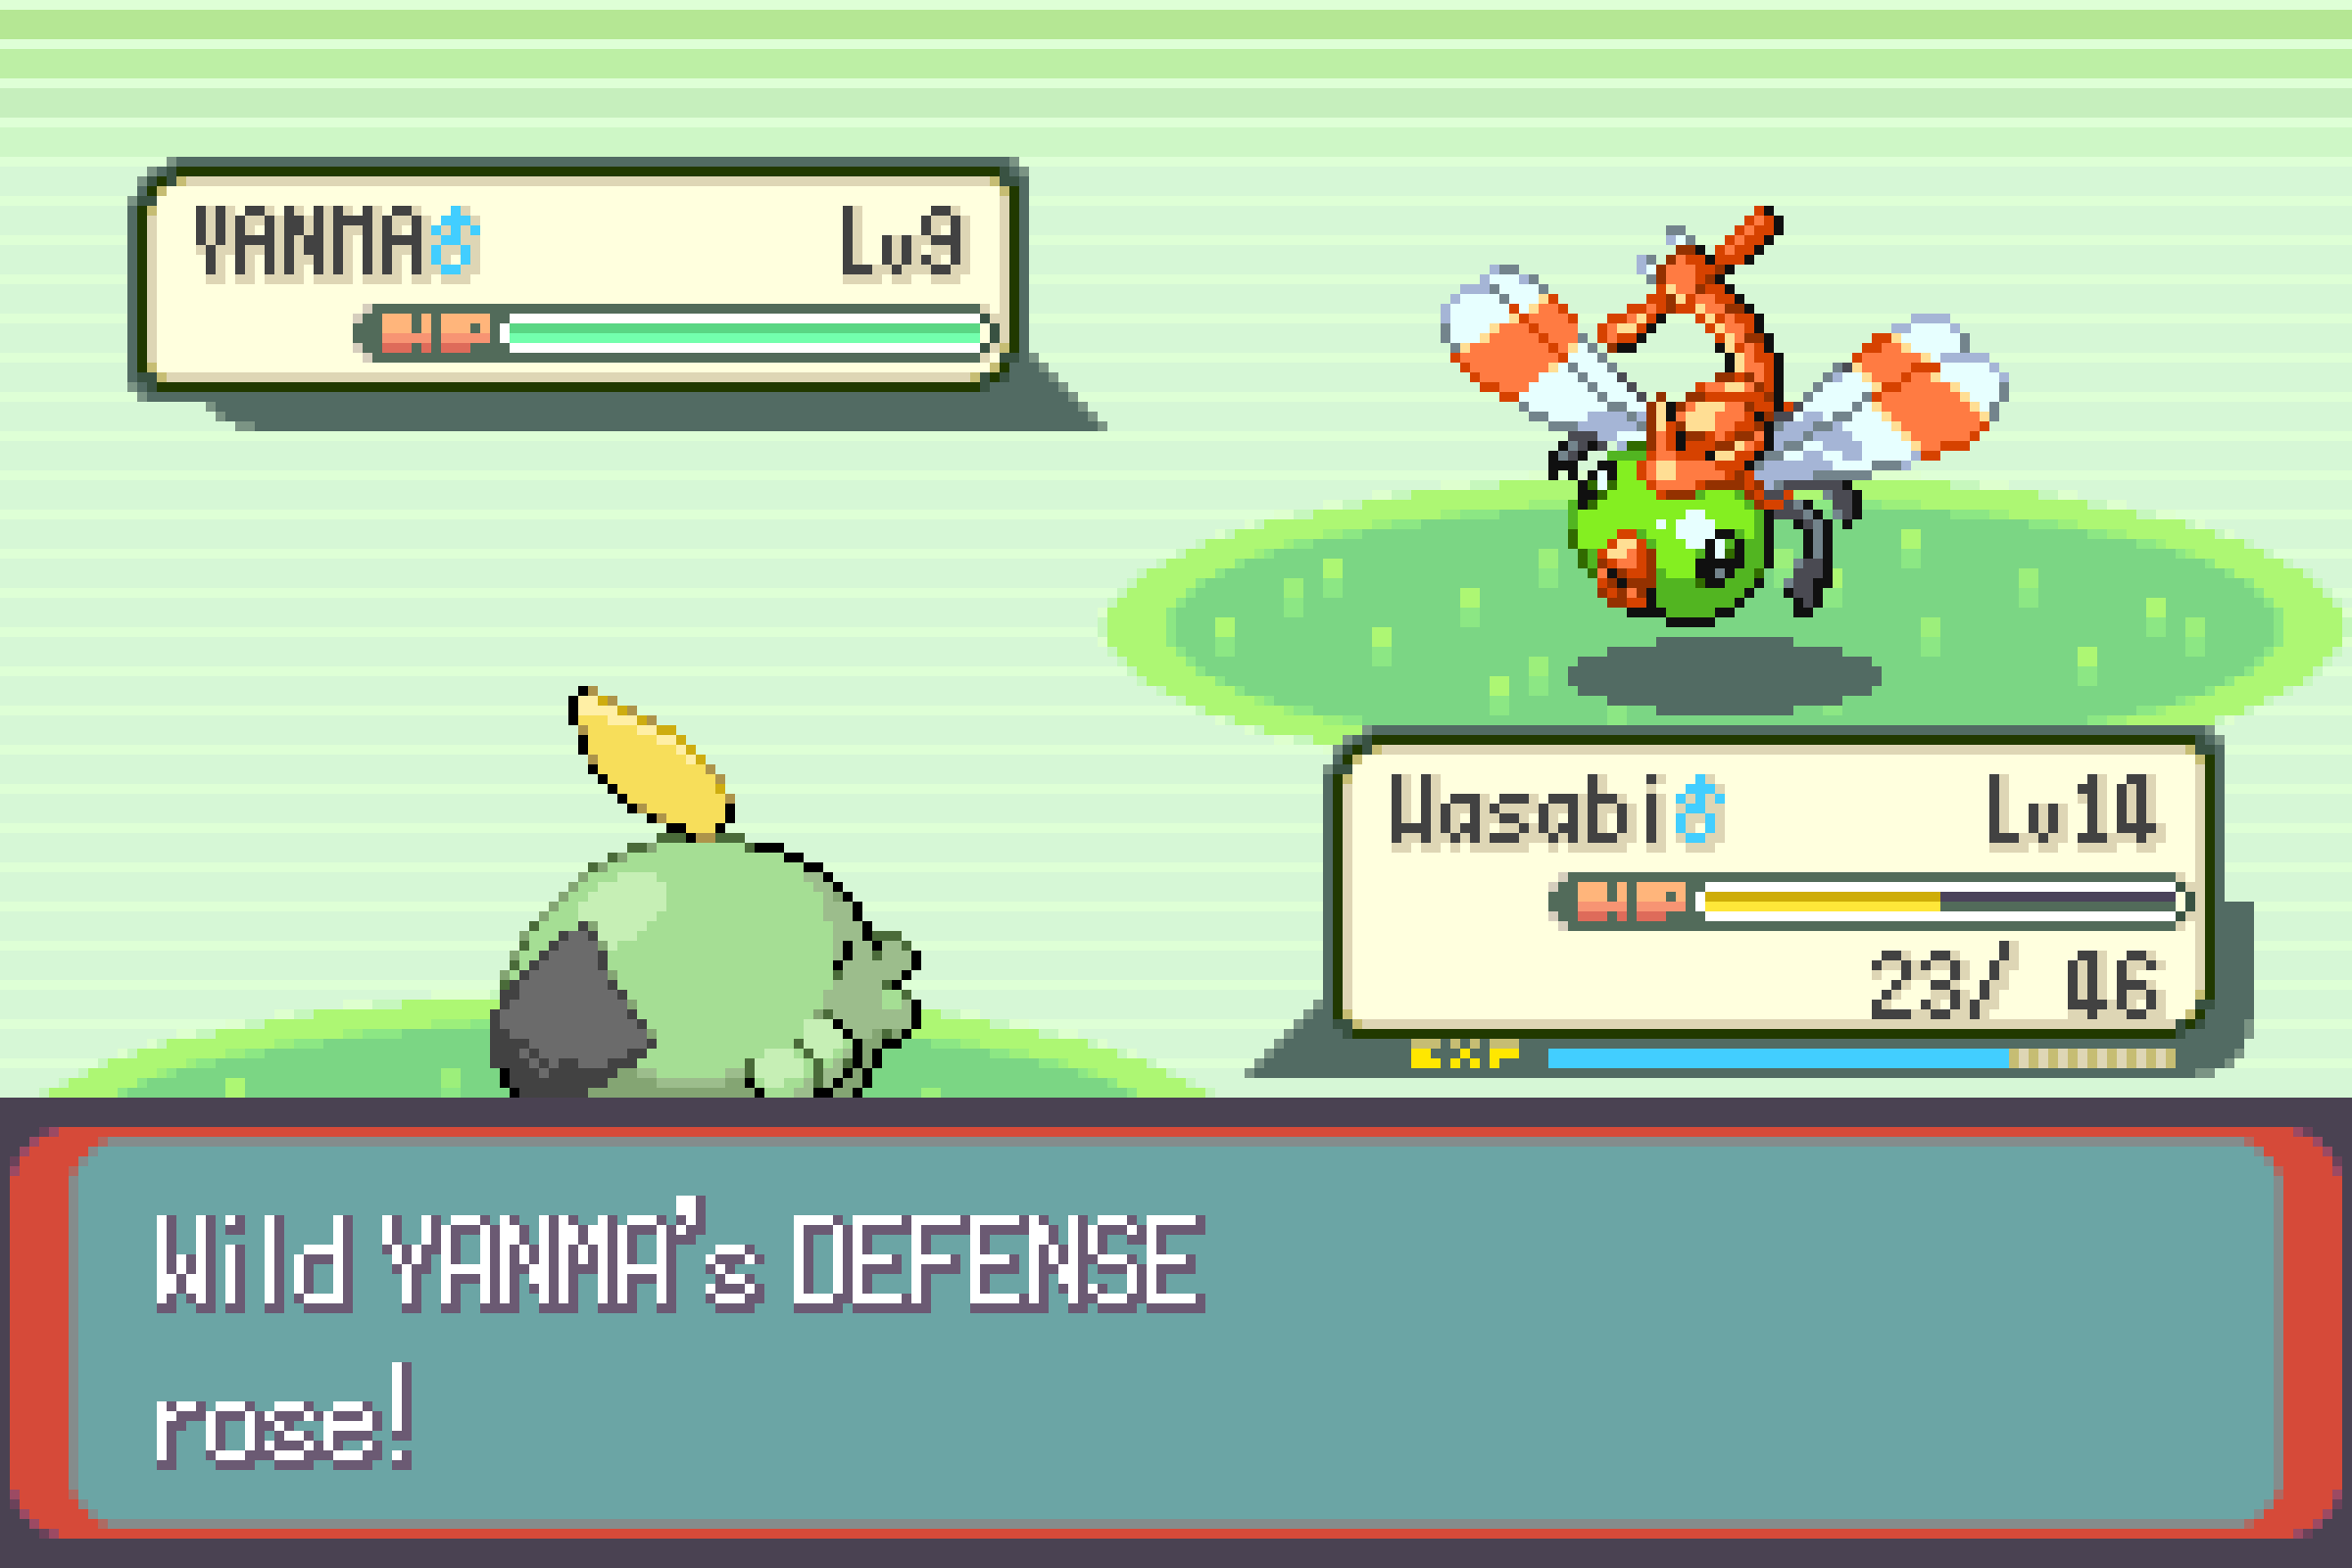 YANMA♂ Lv9
HP
Wasabi♂ Lv14
HP
23/ 46
EXP
Wild YANMA's DEFENSE
rose!